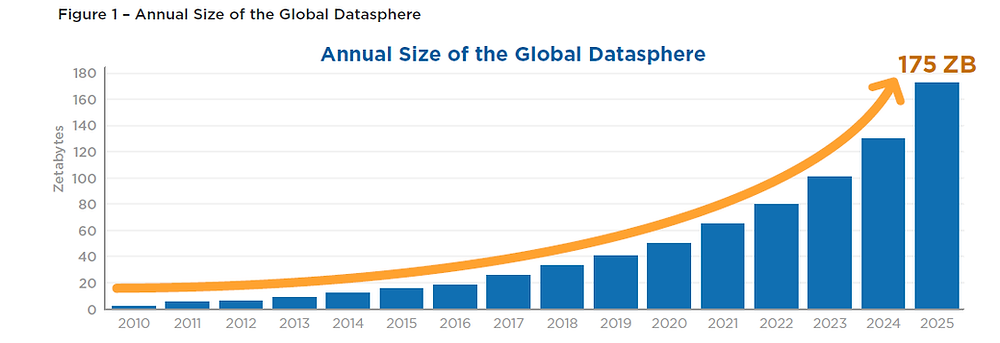 Figure 1 – Annual Size of the Global Datasphere
Annual Size of the Global Datasphere
175 ZB
180
160
140
120
100
80
60
40
20
0
Zetabytes
2010 2011 2012 2013 2014 2015 2016 2017 2018 2019 2020 2021 2022 2023 2024 2025